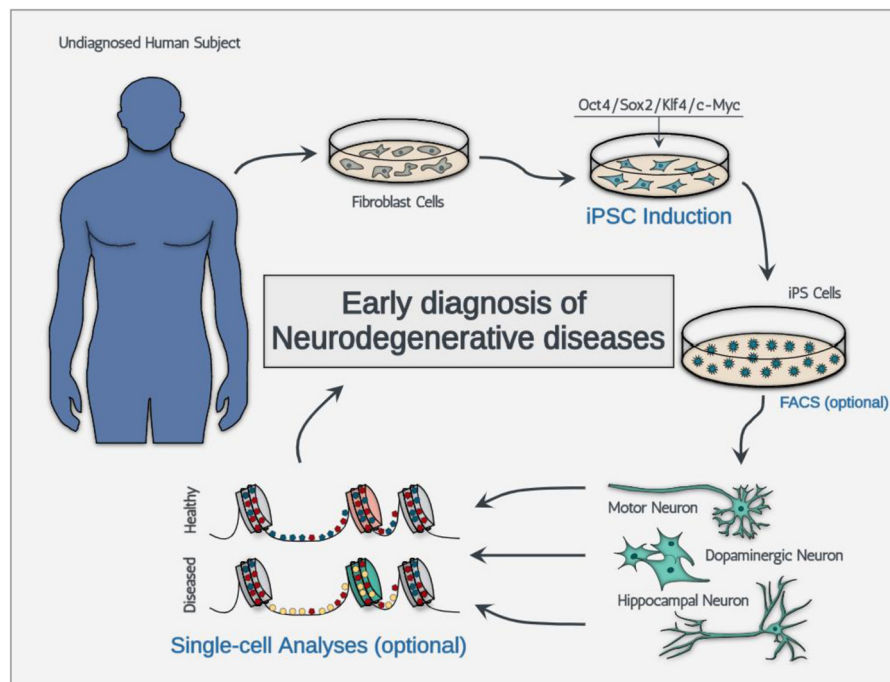 Undiagnosed Human Subject
Oct4/Sox2/Klf4/c-Myc
Fibroblast Cells
iPSC Induction
Early diagnosis of
Neurodegenerative diseases
iPS Cells
FACS (optional)
Motor Neuron
Dopaminergic Neuron
Hippocampal Neuron
Healthy
Diseased
Single-cell Analyses (optional)